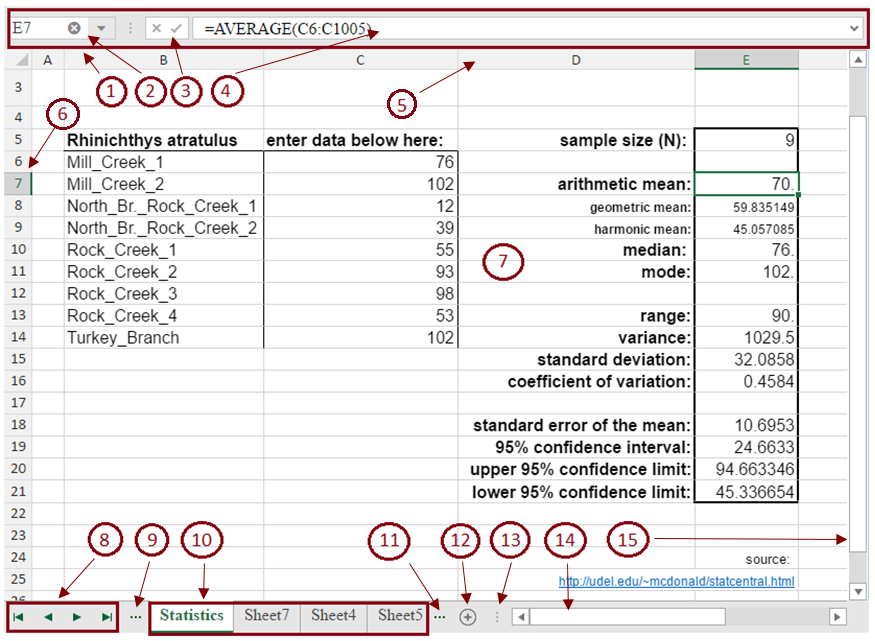 E7 =AVERAGE(C6:C1005)
A B C D E
1 2 3 4 5
3
6
4
5 Rhinichthys atratulus enter data below here: sample size (N): 9
6 Mill_Creek_1 76
7 Mill_Creek_2 102 arithmetic mean: 70.
8 North_Br._Rock_Creek_1 12 geometric mean: 59.835149
9 North_Br._Rock_Creek_2 39 harmonic mean: 45.057085
10 Rock_Creek_1 55 median: 76.
7
11 Rock_Creek_2 93 mode: 102.
12 Rock_Creek_3 98
13 Rock_Creek_4 53 range: 90.
14 Turkey_Branch 102 variance: 1029.5
15 standard deviation: 32.0858
16 coefficient of variation: 0.4584
17
18 standard error of the mean: 10.6953
19 95% confidence interval: 24.6633
20 upper 95% confidence limit: 94.663346
21 lower 95% confidence limit: 45.336654
22
23
8 9 10 11 12 13 14 15
24 source:
25 http://udel.edu/~mcdonald/statcentral.html
26
... Statistics Sheet7 Sheet4 Sheet5 ...